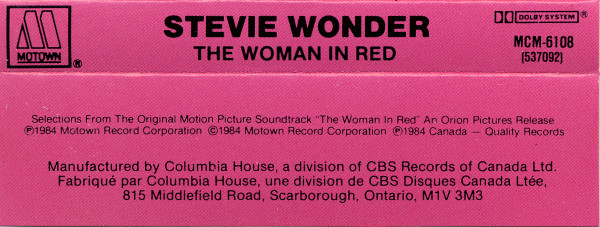 MOTOWN®
STEVIE WONDER
THE WOMAN IN RED
DOLBY SYSTEM®
MCM-6108
(537092)
Selections From The Original Motion Picture Soundtrack "The Woman In Red" An Orion Pictures Release
℗1984 Motown Record Corporation ©1984 Motown Record Corporation ℗1984 Canada — Quality Records
Manufactured by Columbia House, a division of CBS Records of Canada Ltd.
Fabriqué par Columbia House, une division de CBS Disques Canada Ltée,
815 Middlefield Road, Scarborough, Ontario, M1V 3M3